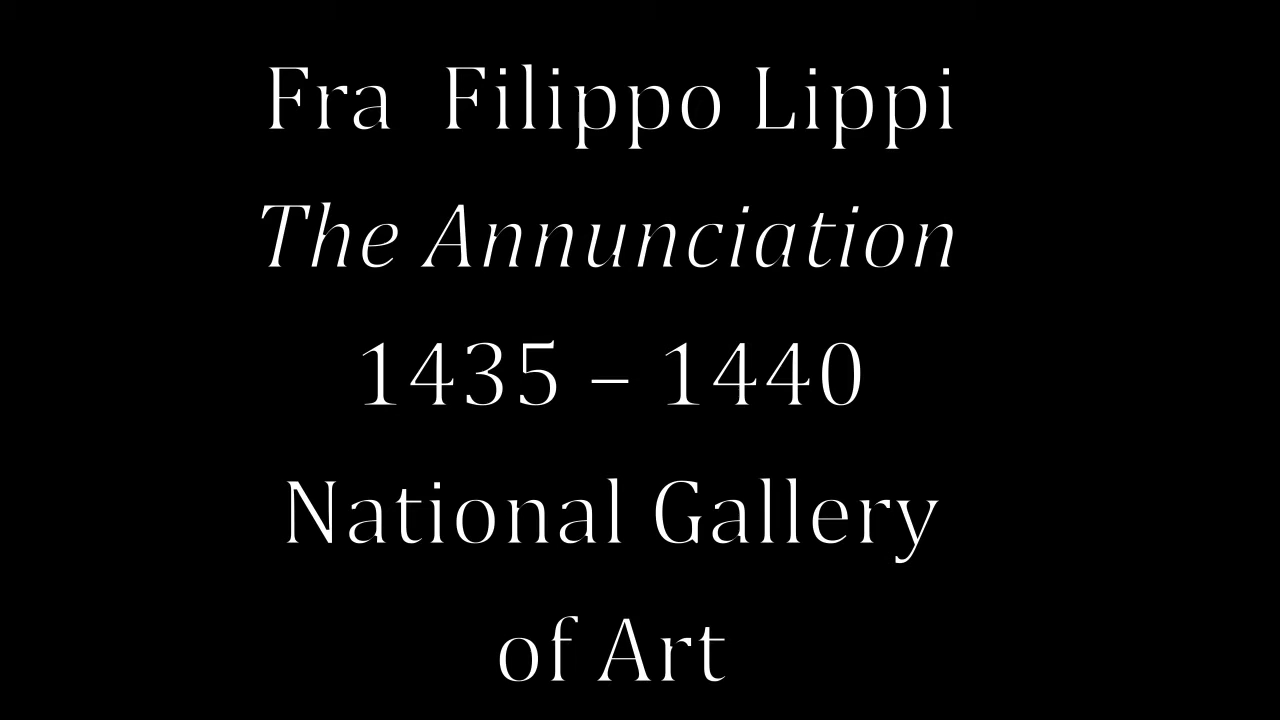 Fra Filippo Lippi
The Annunciation
1435 – 1440
National Gallery
of Art